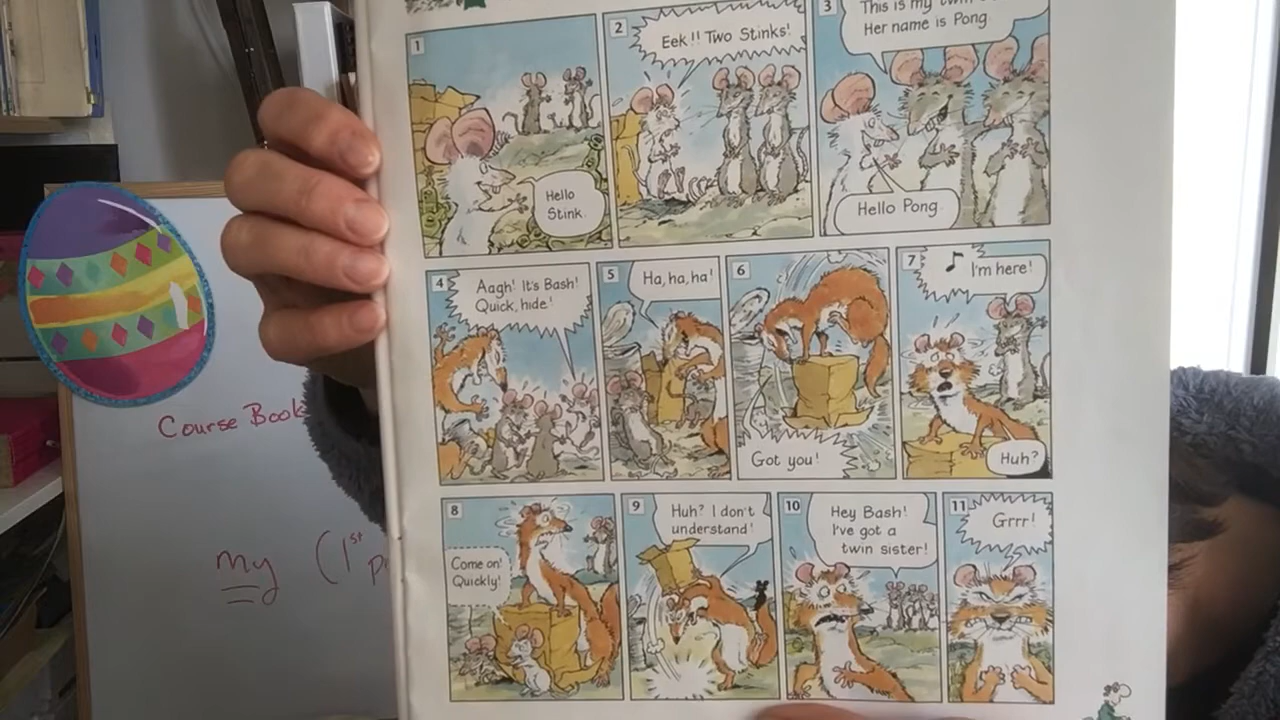 1
Hello
Stink.
2
Eek!! Two Stinks!
3
This is my twin
Her name is Pong.
Hello Pong.
4
Aagh! It's Bash!
Quick, hide!
5
Ha, ha, ha!
6
Got you!
7
I'm here!
Huh?
8
Come on!
Quickly!
9
Huh? I don't
understand!
10
Hey Bash!
I've got a
twin sister!
11
Grrr!
Course Book
my (1st